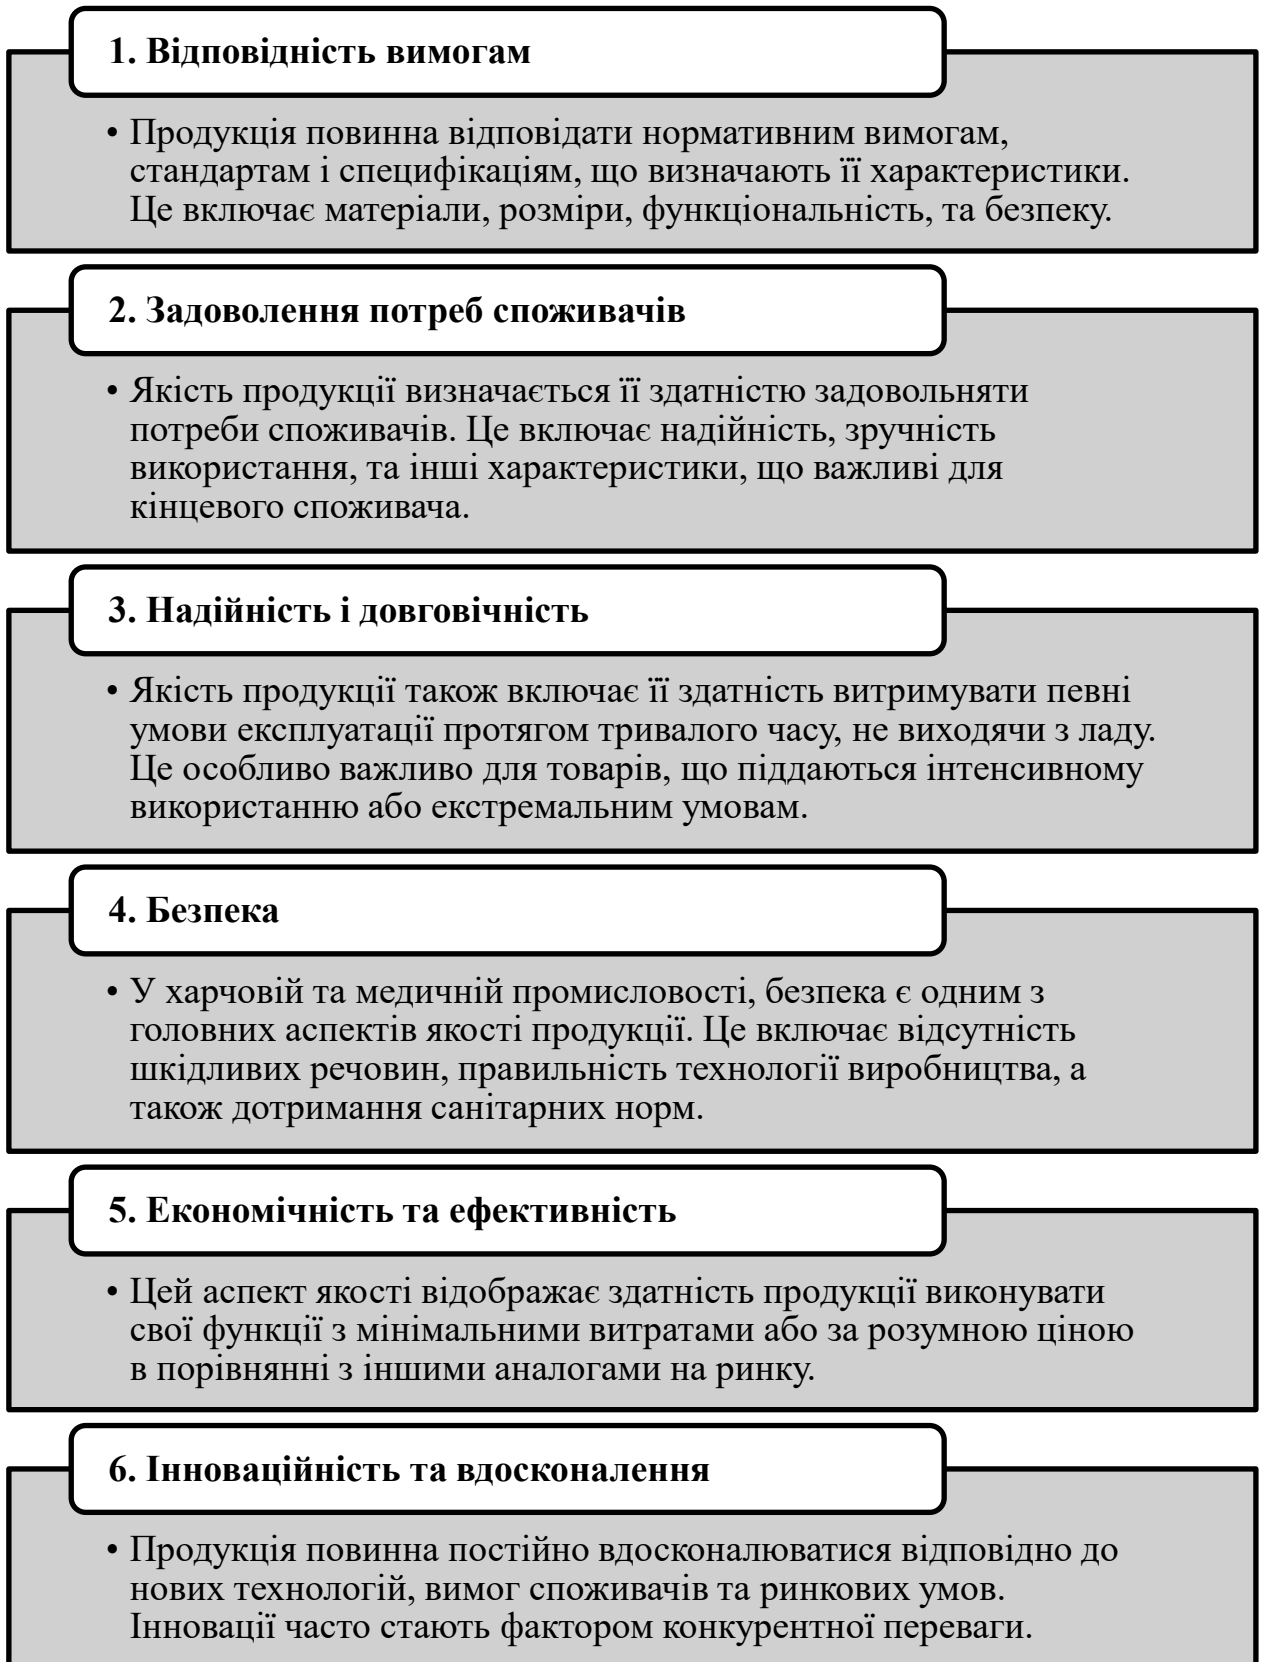 1. Відповідність вимогам
• Продукція повинна відповідати нормативним вимогам,
стандартам і специфікаціям, що визначають її характеристики.
Це включає матеріали, розміри, функціональність, та безпеку.
2. Задоволення потреб споживачів
• Якість продукції визначається її здатністю задовольняти
потреби споживачів. Це включає надійність, зручність
використання, та інші характеристики, що важливі для
кінцевого споживача.
3. Надійність і довговічність
• Якість продукції також включає її здатність витримувати певні
умови експлуатації протягом тривалого часу, не виходячи з ладу.
Це особливо важливо для товарів, що піддаються інтенсивному
використанню або екстремальним умовам.
4. Безпека
• У харчовій та медичній промисловості, безпека є одним з
головних аспектів якості продукції. Це включає відсутність
шкідливих речовин, правильність технології виробництва, а
також дотримання санітарних норм.
5. Економічність та ефективність
• Цей аспект якості відображає здатність продукції виконувати
свої функції з мінімальними витратами або за розумною ціною
в порівнянні з іншими аналогами на ринку.
6. Інноваційність та вдосконалення
• Продукція повинна постійно вдосконалюватися відповідно до
нових технологій, вимог споживачів та ринкових умов.
Інновації часто стають фактором конкурентної переваги.